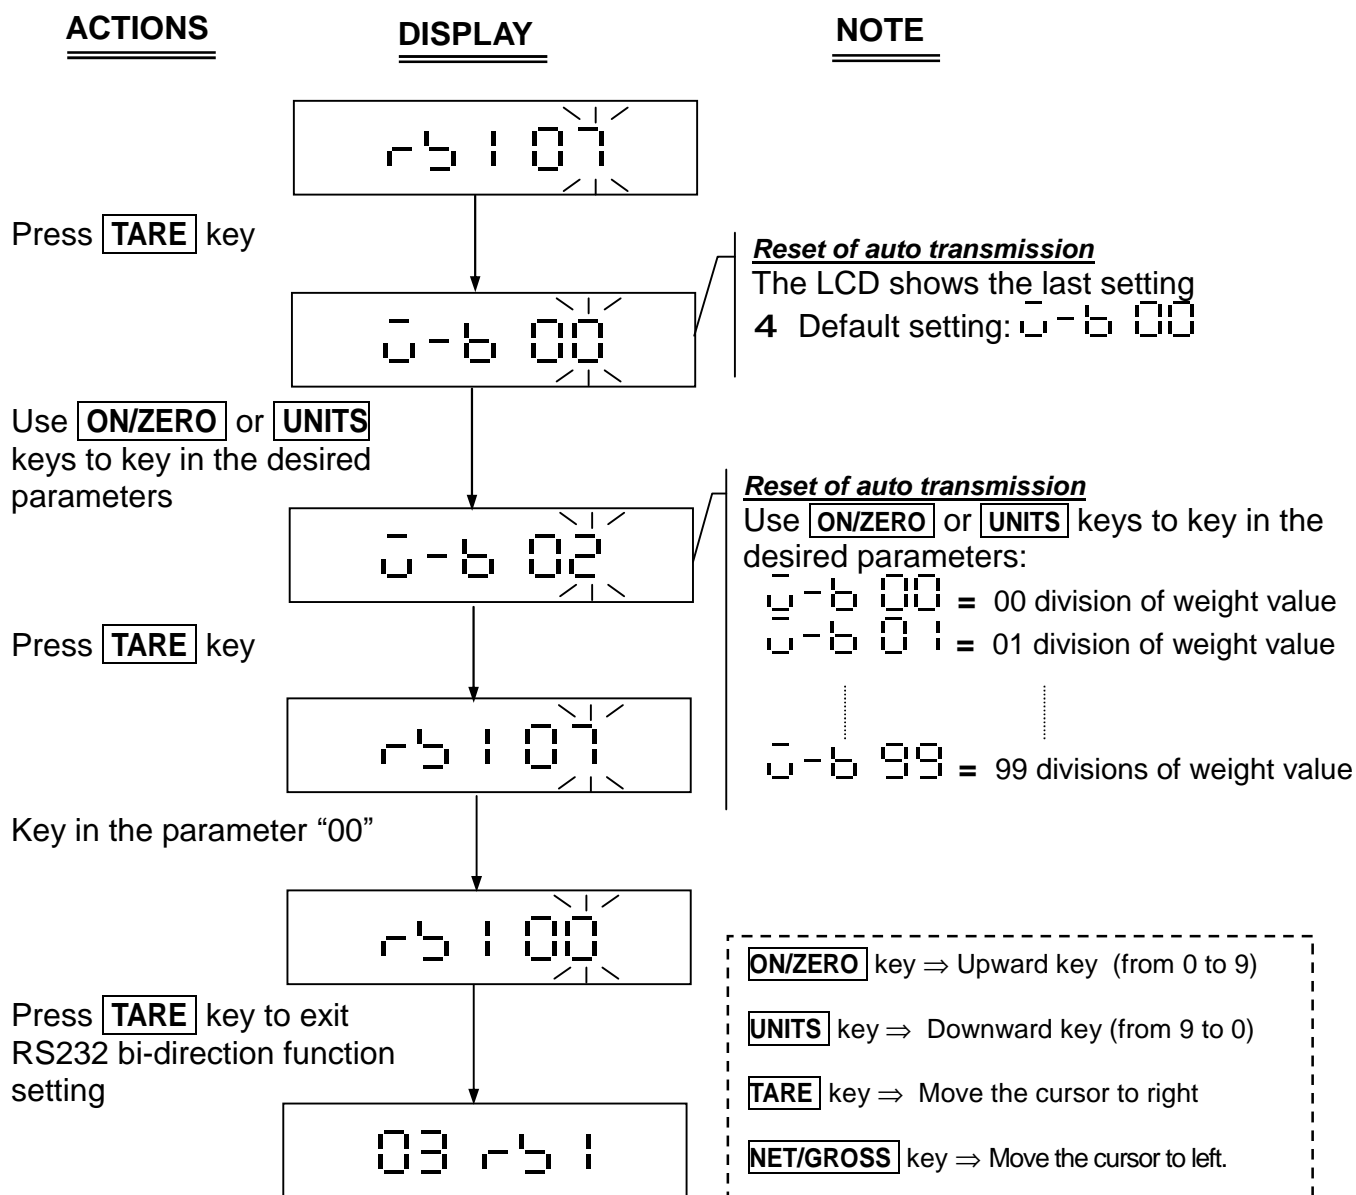 ACTIONS
DISPLAY
NOTE
rS1 07
Press TARE key
Reset of auto transmission
The LCD shows the last setting
4 Default setting: ū-b 00
ū-b 00
Use ON/ZERO or UNITS
keys to key in the desired
parameters
Reset of auto transmission
Use ON/ZERO or UNITS keys to key in the
desired parameters:
ū-b 00 = 00 division of weight value
ū-b 01 = 01 division of weight value
ū-b 99 = 99 divisions of weight value
ū-b 02
Press TARE key
rS1 07
Key in the parameter “00”
rS1 00
Press TARE key to exit
RS232 bi-direction function
setting
03 rS1
ON/ZERO key ⇒ Upward key (from 0 to 9)
UNITS key ⇒ Downward key (from 9 to 0)
TARE key ⇒ Move the cursor to right
NET/GROSS key ⇒ Move the cursor to left.